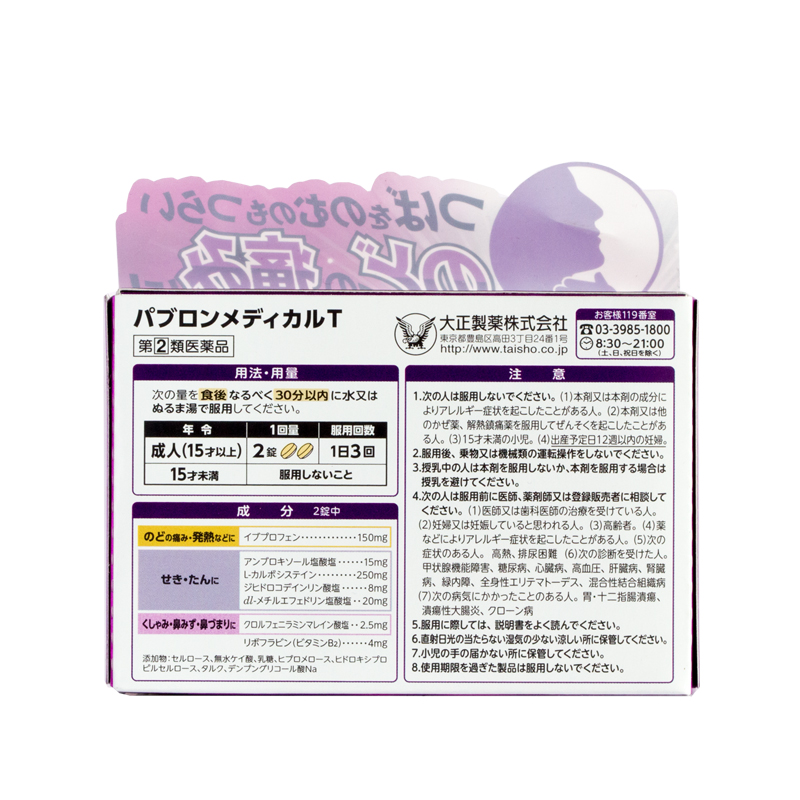 つばをのむのもつらい
のどの痛みに
パブロンメディカルT
第②類医薬品
大正製薬株式会社
東京都豊島区高田3丁目24番1号
http://www.taisho.co.jp
お客様119番室
03-3985-1800
8:30~21:00
(土、日、祝日を除く)
用法・用量
次の量を食後なるべく30分以内に水又は
ぬるま湯で服用してください。
年令 1回量 服用回数
成人(15才以上) 2錠 1日3回
15才未満 服用しないこと
成分 2錠中
のどの痛み・発熱などに イブプロフェン·············150mg
せき・たんに
アンブロキソール塩酸塩······15mg
L-カルボシステイン········250mg
ジヒドロコデインリン酸塩·····8mg
dl-メチルエフェドリン塩酸塩··20mg
くしゃみ・鼻みず・鼻づまりに クロルフェニラミンマレイン酸塩··2.5mg
リボフラビン(ビタミンB2)······4mg
添加物:セルロース、無水ケイ酸、乳糖、ヒプロメロース、ヒドロキシプロ
ピルセルロース、タルク、デンプングリコール酸Na
注意
1.次の人は服用しないでください。(1)本剤又は本剤の成分に
よりアレルギー症状を起こしたことがある人。(2)本剤又は他
のかぜ薬、解熱鎮痛薬を服用してぜんそくを起こしたことがあ
る人。(3)15才未満の小児。(4)出産予定日12週以内の妊婦。
2.服用後、乗物又は機械類の運転操作をしないでください。
3.授乳中の人は本剤を服用しないか、本剤を服用する場合は
授乳を避けてください。
4.次の人は服用前に医師、薬剤師又は登録販売者に相談して
ください。(1)医師又は歯科医師の治療を受けている人。
(2)妊婦又は妊娠していると思われる人。(3)高齢者。(4)薬
などによりアレルギー症状を起こしたことがある人。(5)次の
症状のある人。 高熱、排尿困難 (6)次の診断を受けた人。
甲状腺機能障害、糖尿病、心臓病、高血圧、肝臓病、腎臓
病、緑内障、全身性エリテマトーデス、混合性結合組織病
(7)次の病気にかかったことのある人。胃・十二指腸潰瘍、
潰瘍性大腸炎、クローン病
5.服用に際しては、説明書をよく読んでください。
6.直射日光の当たらない湿気の少ない涼しい所に保管してください。
7.小児の手の届かない所に保管してください。
8.使用期限を過ぎた製品は服用しないでください。